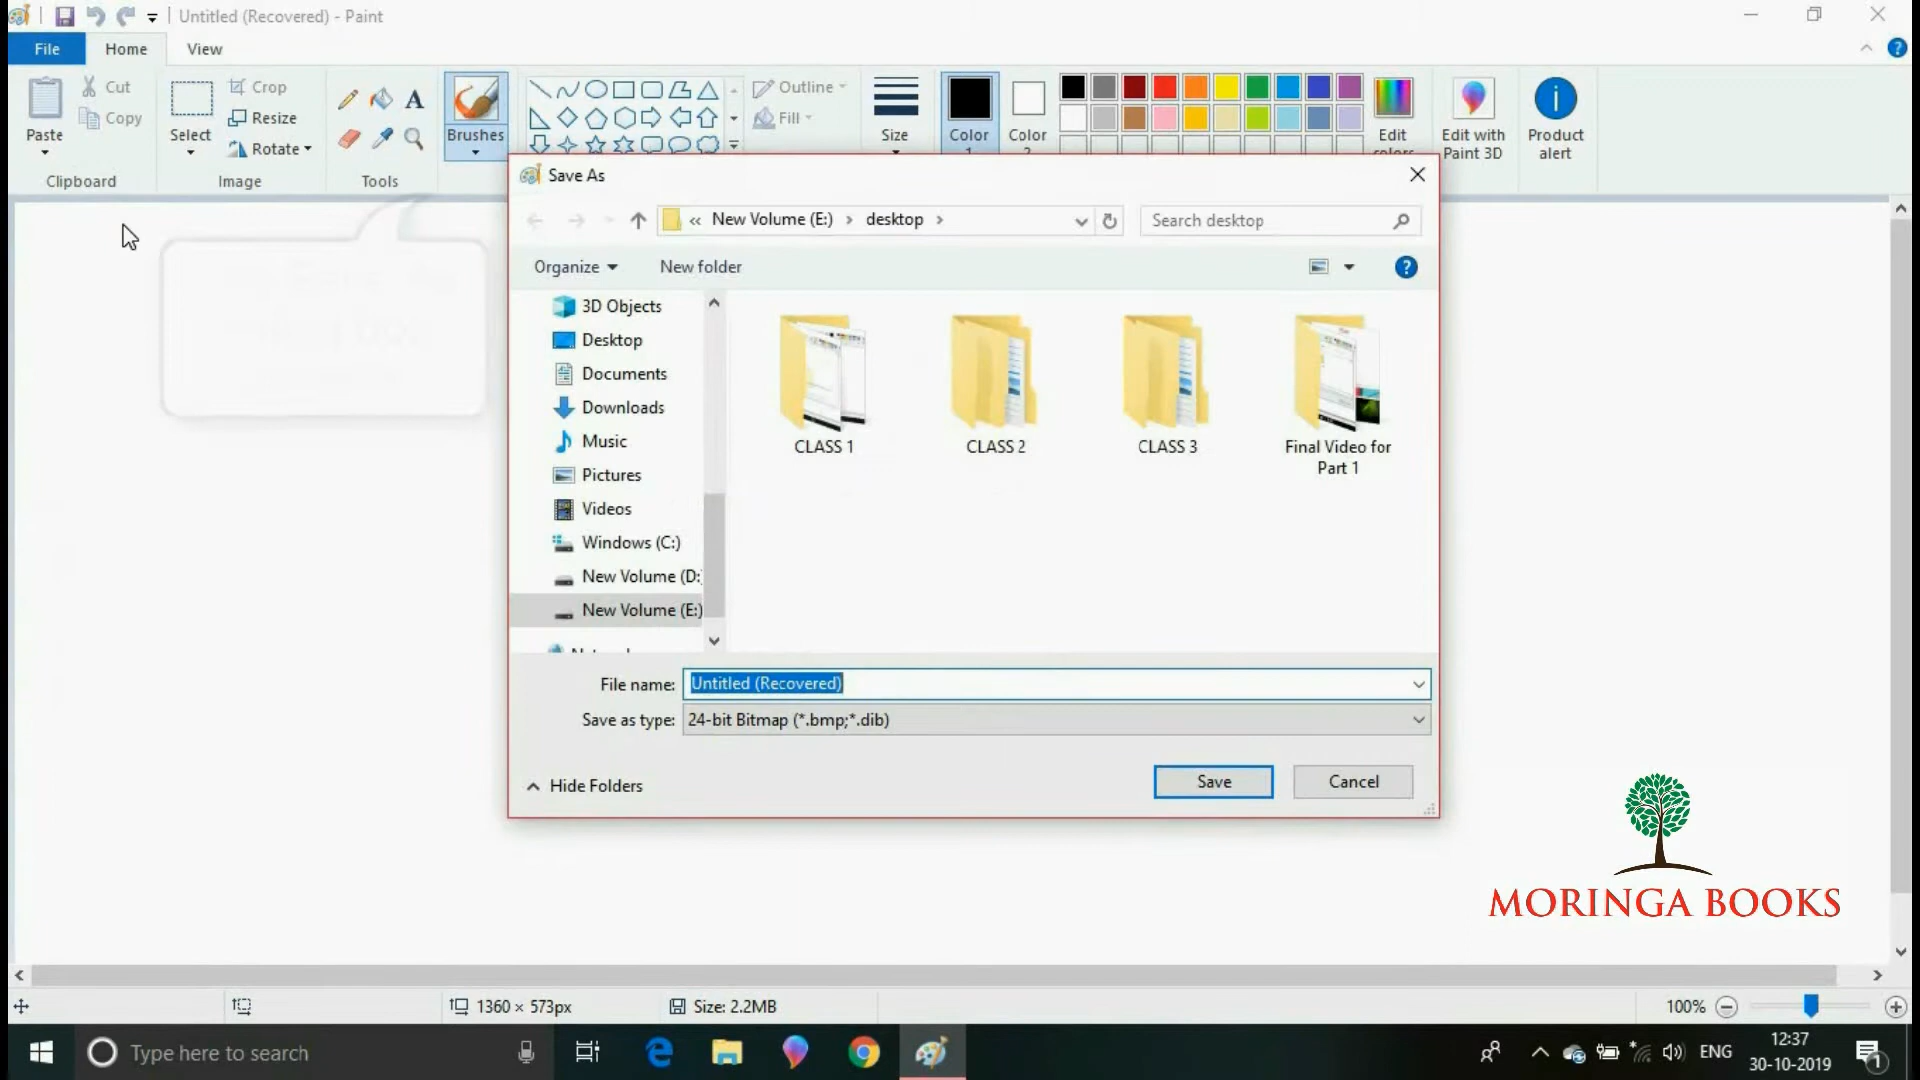 Untitled (Recovered) - Paint
File
Home
View
Paste
Cut
Copy
Clipboard
Select
Crop
Resize
Rotate
Image
A
Tools
Brushes
Outline
Fill
Size
Color
1
Color
Edit
Edit with
Paint 3D
Product
alert
Save As
« New Volume (E:) › desktop ›
Search desktop
Organize
New folder
3D Objects
Desktop
Documents
Downloads
Music
Pictures
Videos
Windows (C:)
New Volume (D:
New Volume (E:)
CLASS 1
CLASS 2
CLASS 3
Final Video for
Part 1
File name: Untitled (Recovered)
Save as type: 24-bit Bitmap (*.bmp;*.dib)
Hide Folders
Save
Cancel
MORINGA BOOKS
1360 × 573px
Size: 2.2MB
100%
Type here to search
ENG
12:37
30-10-2019
1